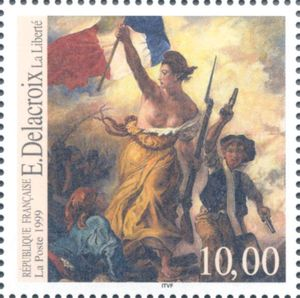 E.Delacroix La Liberté
RÉPUBLIQUE FRANÇAISE
La Poste 1999
10,00
ITVF